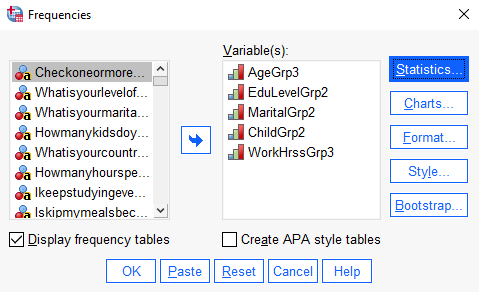 Frequencies
Variable(s):
Checkoneormore...
Whatisyourlevelof...
Whatisyourmarita...
Howmanykidsdoy...
Whatisyourcountr...
Howmanyhourspe...
Ikeepstudyingeve...
Iskipmymealsbec...
AgeGrp3
EduLevelGrp2
MaritalGrp2
ChildGrp2
WorkHrssGrp3
Statistics...
Charts...
Format...
Style...
Bootstrap...
Display frequency tables
Create APA style tables
OK Paste Reset Cancel Help